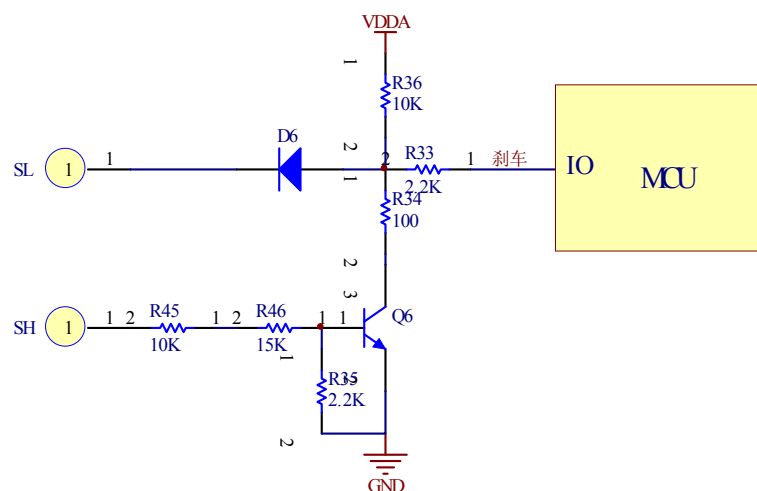 VDDA
1
R36
10K
D6
2
2
R33
1
刹车
SL
1
1
1
2.2K
IO
MCU
R34
100
2
3
SH
1
1
2
R45
1
2
R46
1
1
Q6
10K
15K
1
2
R35
2.2K
2
GND